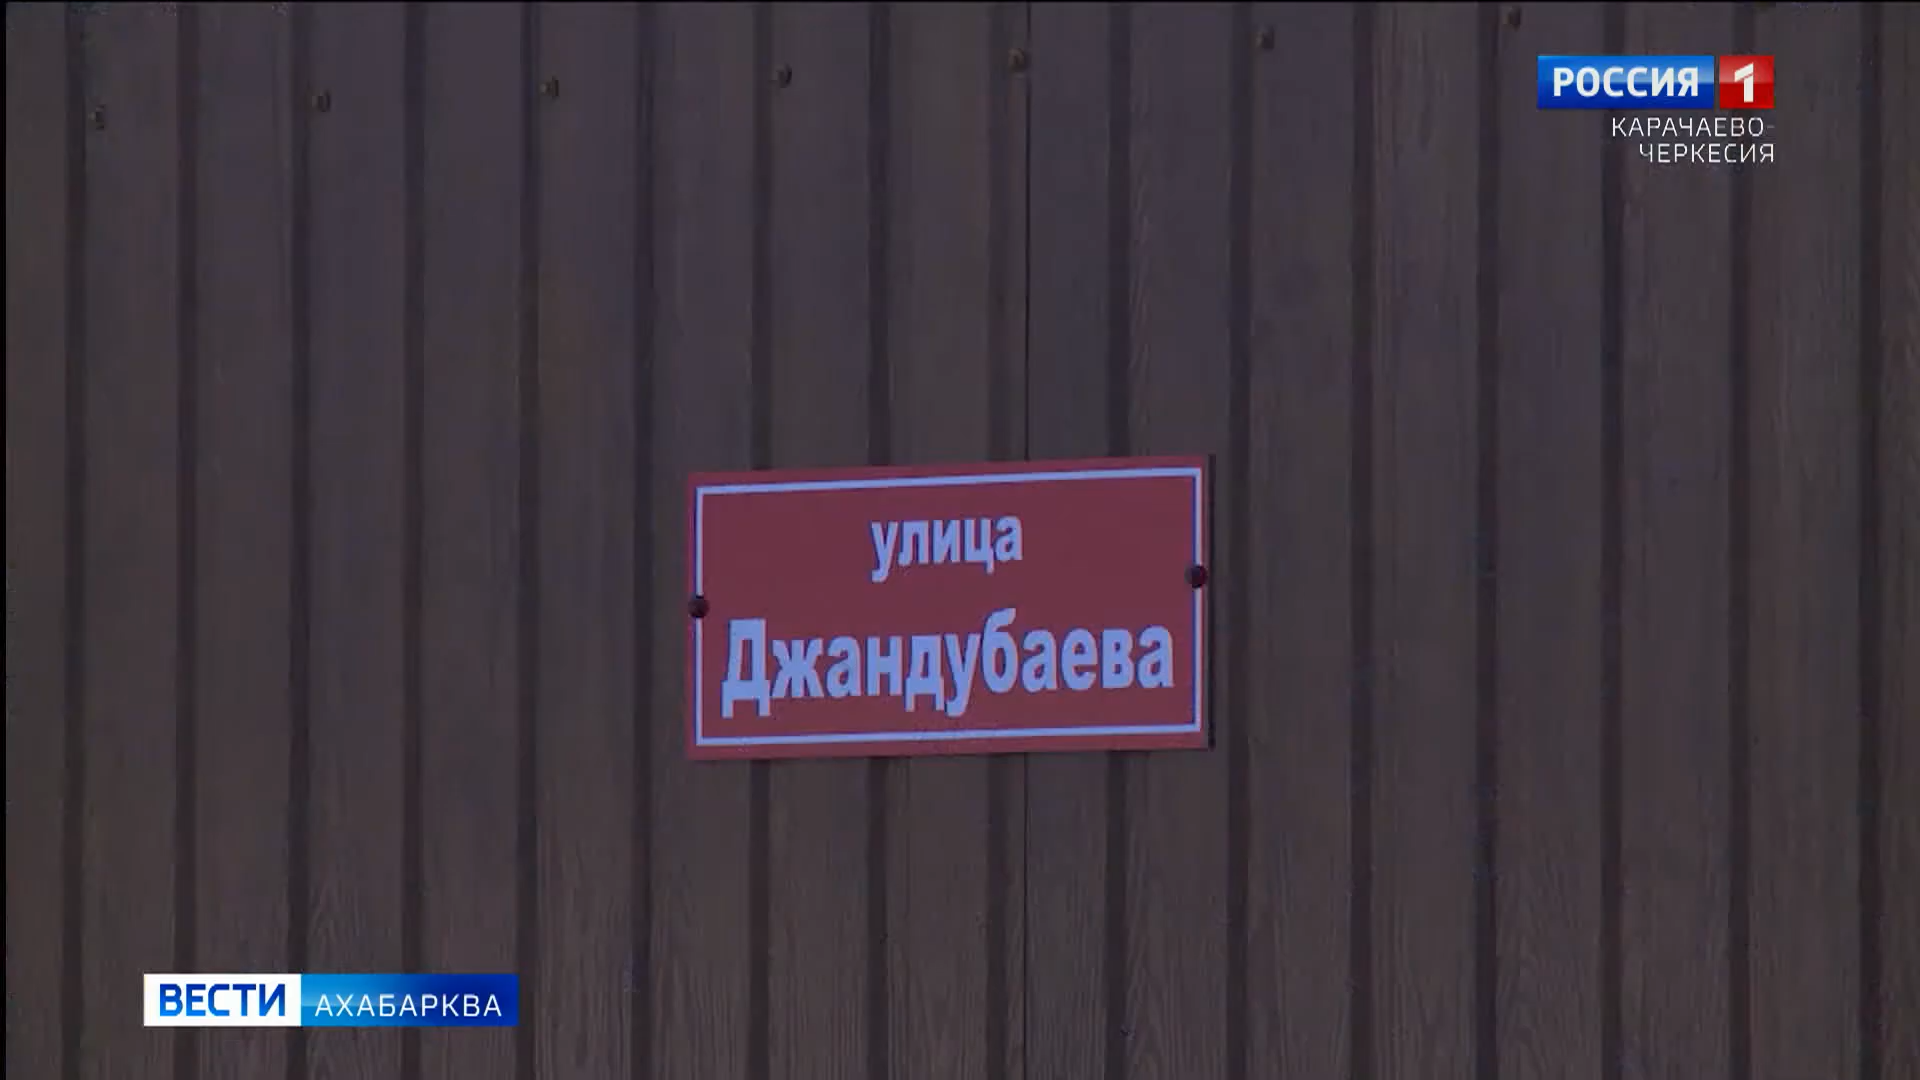 РОССИЯ 1
КАРАЧАЕВО-
ЧЕРКЕСИЯ
улица
Джандубаева
ВЕСТИ АХАБАРКВА